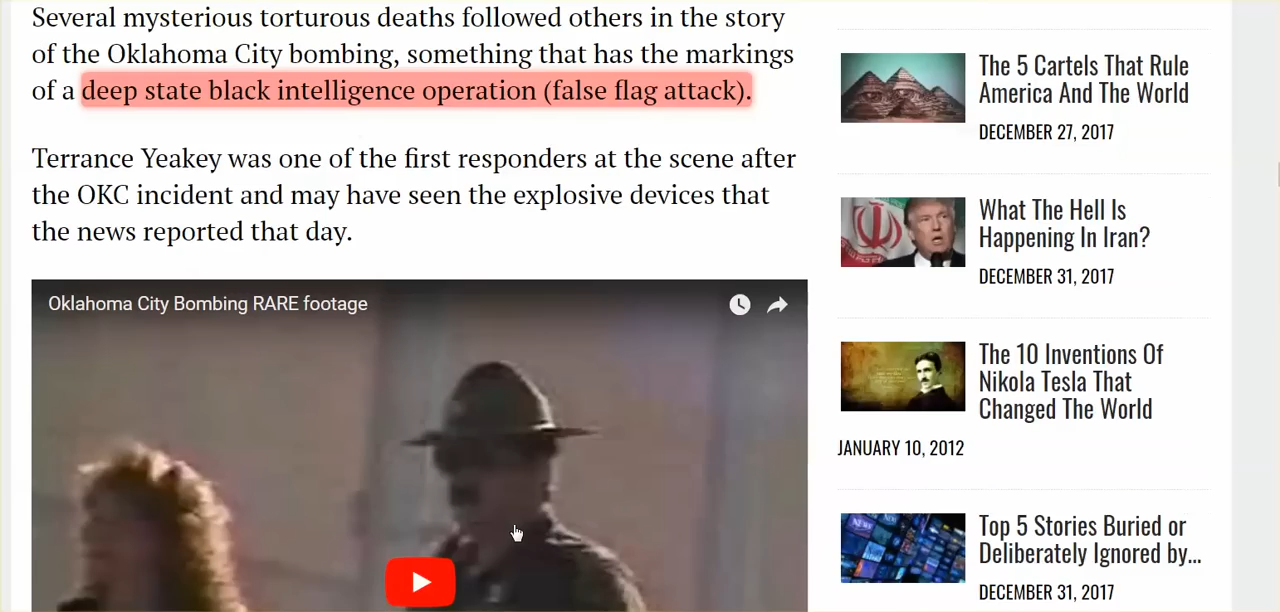 Several mysterious torturous deaths followed others in the story
of the Oklahoma City bombing, something that has the markings
of a deep state black intelligence operation (false flag attack).
Terrance Yeakey was one of the first responders at the scene after
the OKC incident and may have seen the explosive devices that
the news reported that day.
Oklahoma City Bombing RARE footage
The 5 Cartels That Rule
America And The World
DECEMBER 27, 2017
What The Hell Is
Happening In Iran?
DECEMBER 31, 2017
The 10 Inventions Of
Nikola Tesla That
Changed The World
JANUARY 10, 2012
Top 5 Stories Buried or
Deliberately Ignored by...
DECEMBER 31, 2017